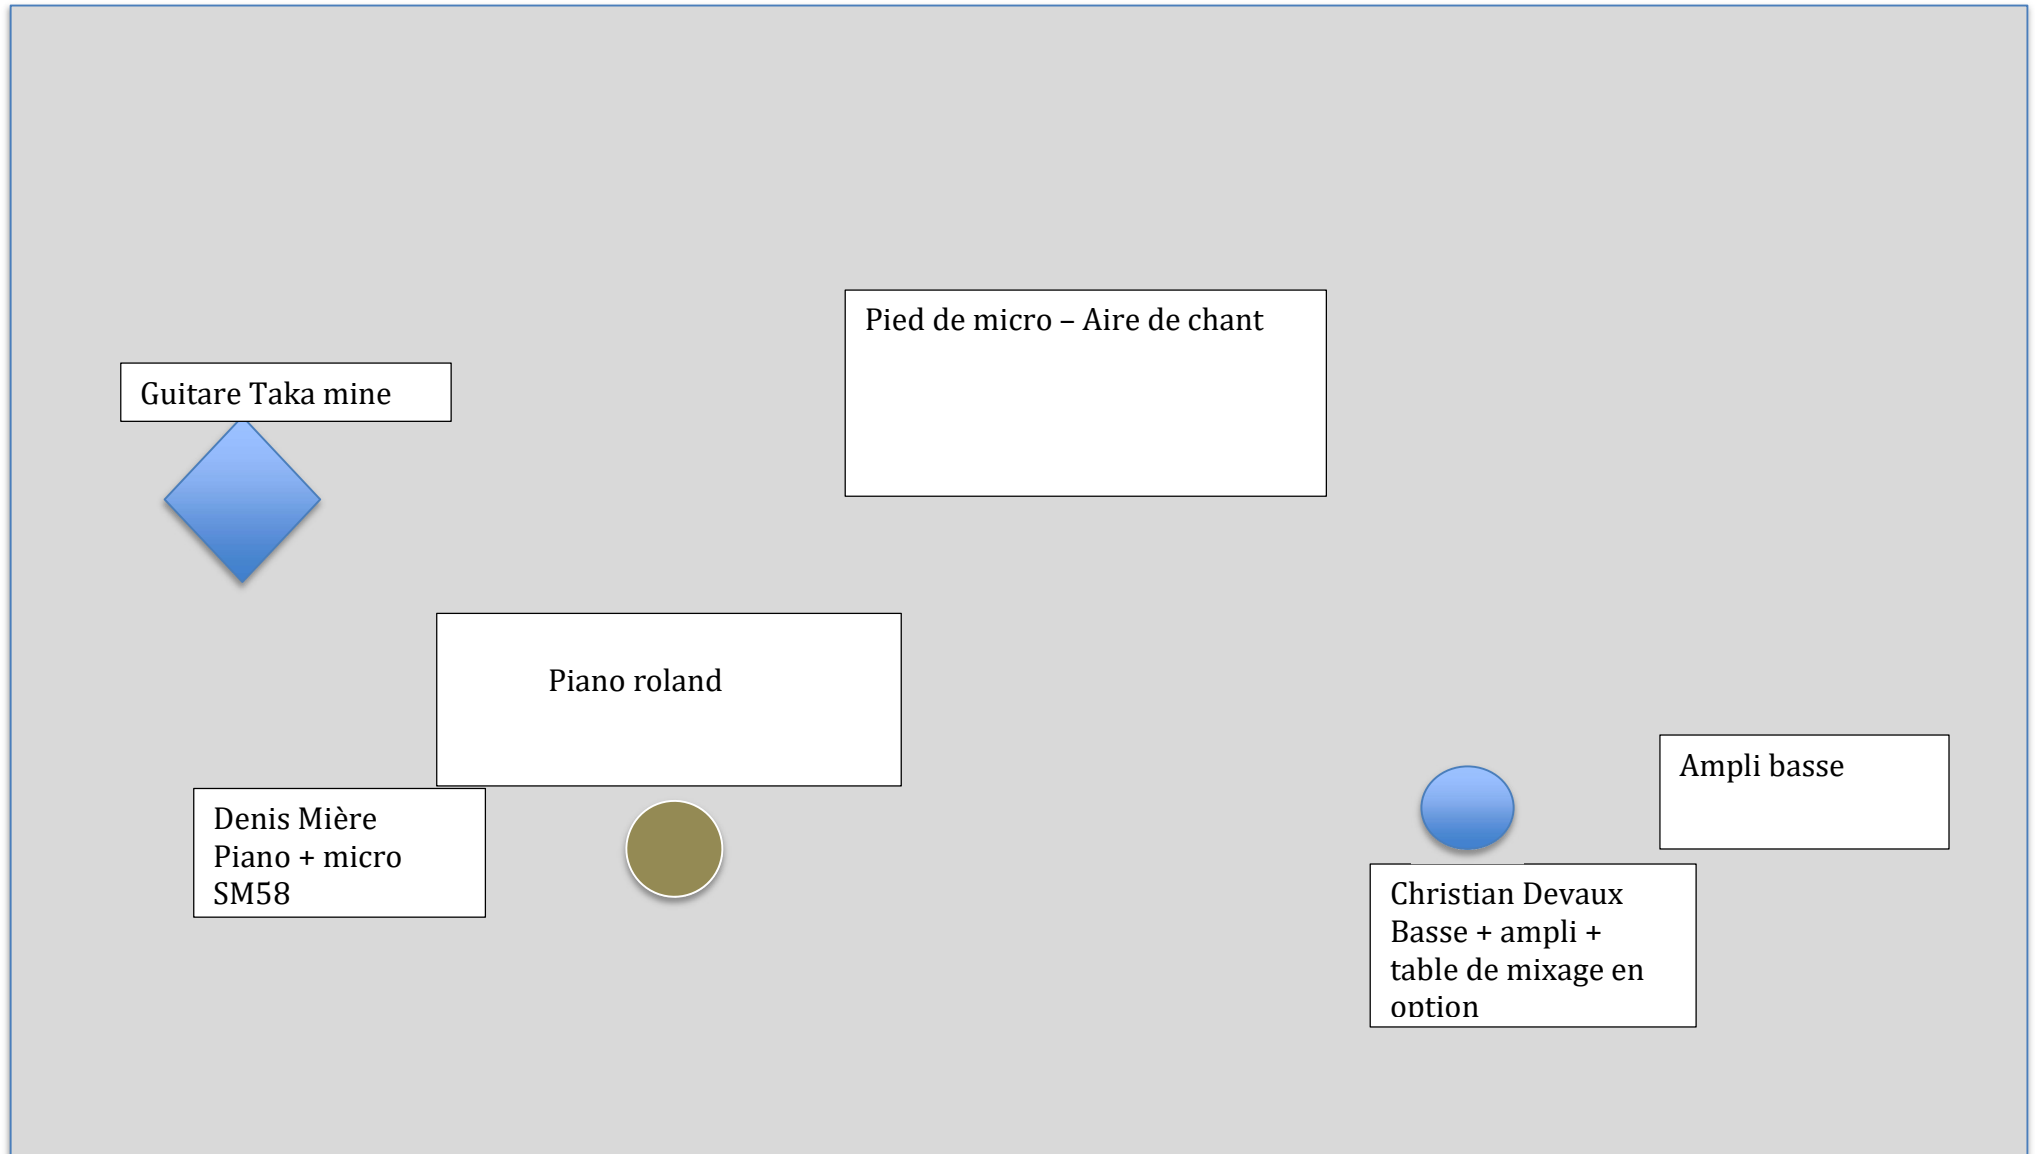 Pied de micro – Aire de chant
Guitare Taka mine
Piano roland
Ampli basse
Denis Mière
Piano + micro
SM58
Christian Devaux
Basse + ampli +
table de mixage en
option